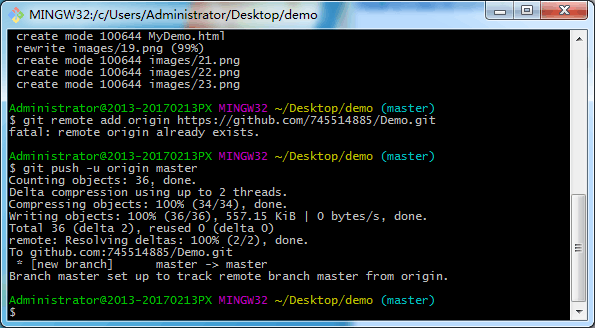 MINGW32:/c/Users/Administrator/Desktop/demo
create mode 100644 MyDemo.html
rewrite images/19.png (99%)
create mode 100644 images/21.png
create mode 100644 images/22.png
create mode 100644 images/23.png
Administrator@2013-20170213PX MINGW32 ~/Desktop/demo (master)
$ git remote add origin https://github.com/745514885/Demo.git
fatal: remote origin already exists.
Administrator@2013-20170213PX MINGW32 ~/Desktop/demo (master)
$ git push -u origin master
Counting objects: 36, done.
Delta compression using up to 2 threads.
Compressing objects: 100% (34/34), done.
Writing objects: 100% (36/36), 557.15 KiB | 0 bytes/s, done.
Total 36 (delta 2), reused 0 (delta 0)
remote: Resolving deltas: 100% (2/2), done.
To github.com:745514885/Demo.git
* [new branch]      master -> master
Branch master set up to track remote branch master from origin.
Administrator@2013-20170213PX MINGW32 ~/Desktop/demo (master)
$